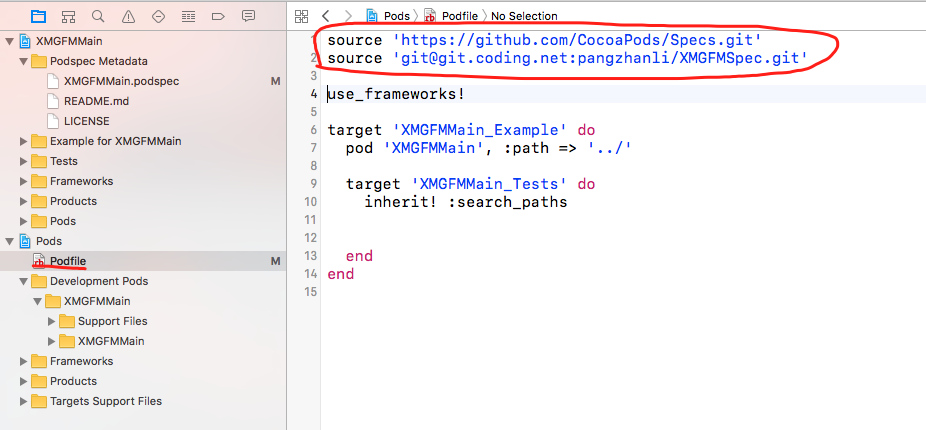 Pods Podfile No Selection
XMGFMMain
Podspec Metadata
XMGFMMain.podspec M
README.md
LICENSE
Example for XMGFMMain
Tests
Frameworks
Products
Pods
Pods
Podfile M
Development Pods
XMGFMMain
Support Files
XMGFMMain
Frameworks
Products
Targets Support Files
1 source 'https://github.com/CocoaPods/Specs.git'
2 source 'git@git.coding.net:pangzhanli/XMGFMSpec.git'
3
4 use_frameworks!
5
6 target 'XMGFMMain_Example' do
7 pod 'XMGFMMain', :path => '../'
8
9 target 'XMGFMMain_Tests' do
10 inherit! :search_paths
11
12
13 end
14 end
15